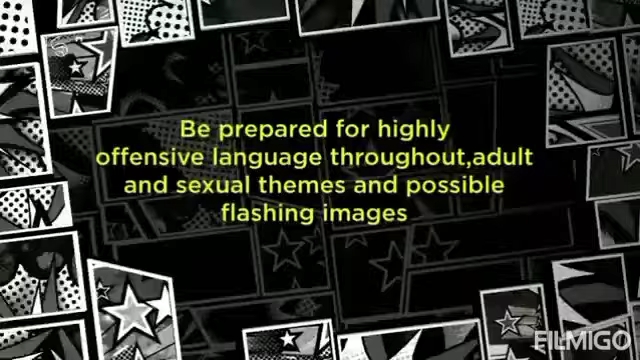 Be prepared for highly
offensive language throughout,adult
and sexual themes and possible
flashing images
FILMIGO